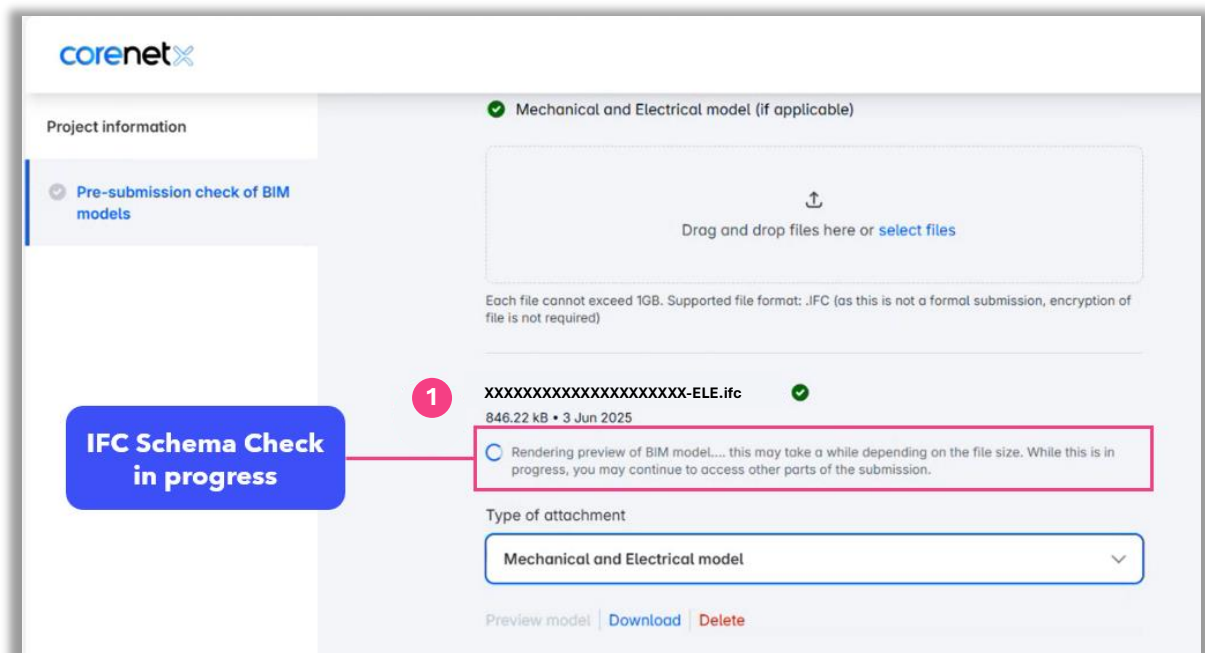 corenetx
Project information
Pre-submission check of BIM
models
Mechanical and Electrical model (if applicable)
Drag and drop files here or select files
Each file cannot exceed 1GB. Supported file format: .IFC (as this is not a formal submission, encryption of
file is not required)
1
XXXXXXXXXXXXXXXXXXXXX-ELE.ifc
846.22 kB • 3 Jun 2025
IFC Schema Check
in progress
Rendering preview of BIM model.... this may take a while depending on the file size. While this is in
progress, you may continue to access other parts of the submission.
Type of attachment
Mechanical and Electrical model
Preview model | Download | Delete